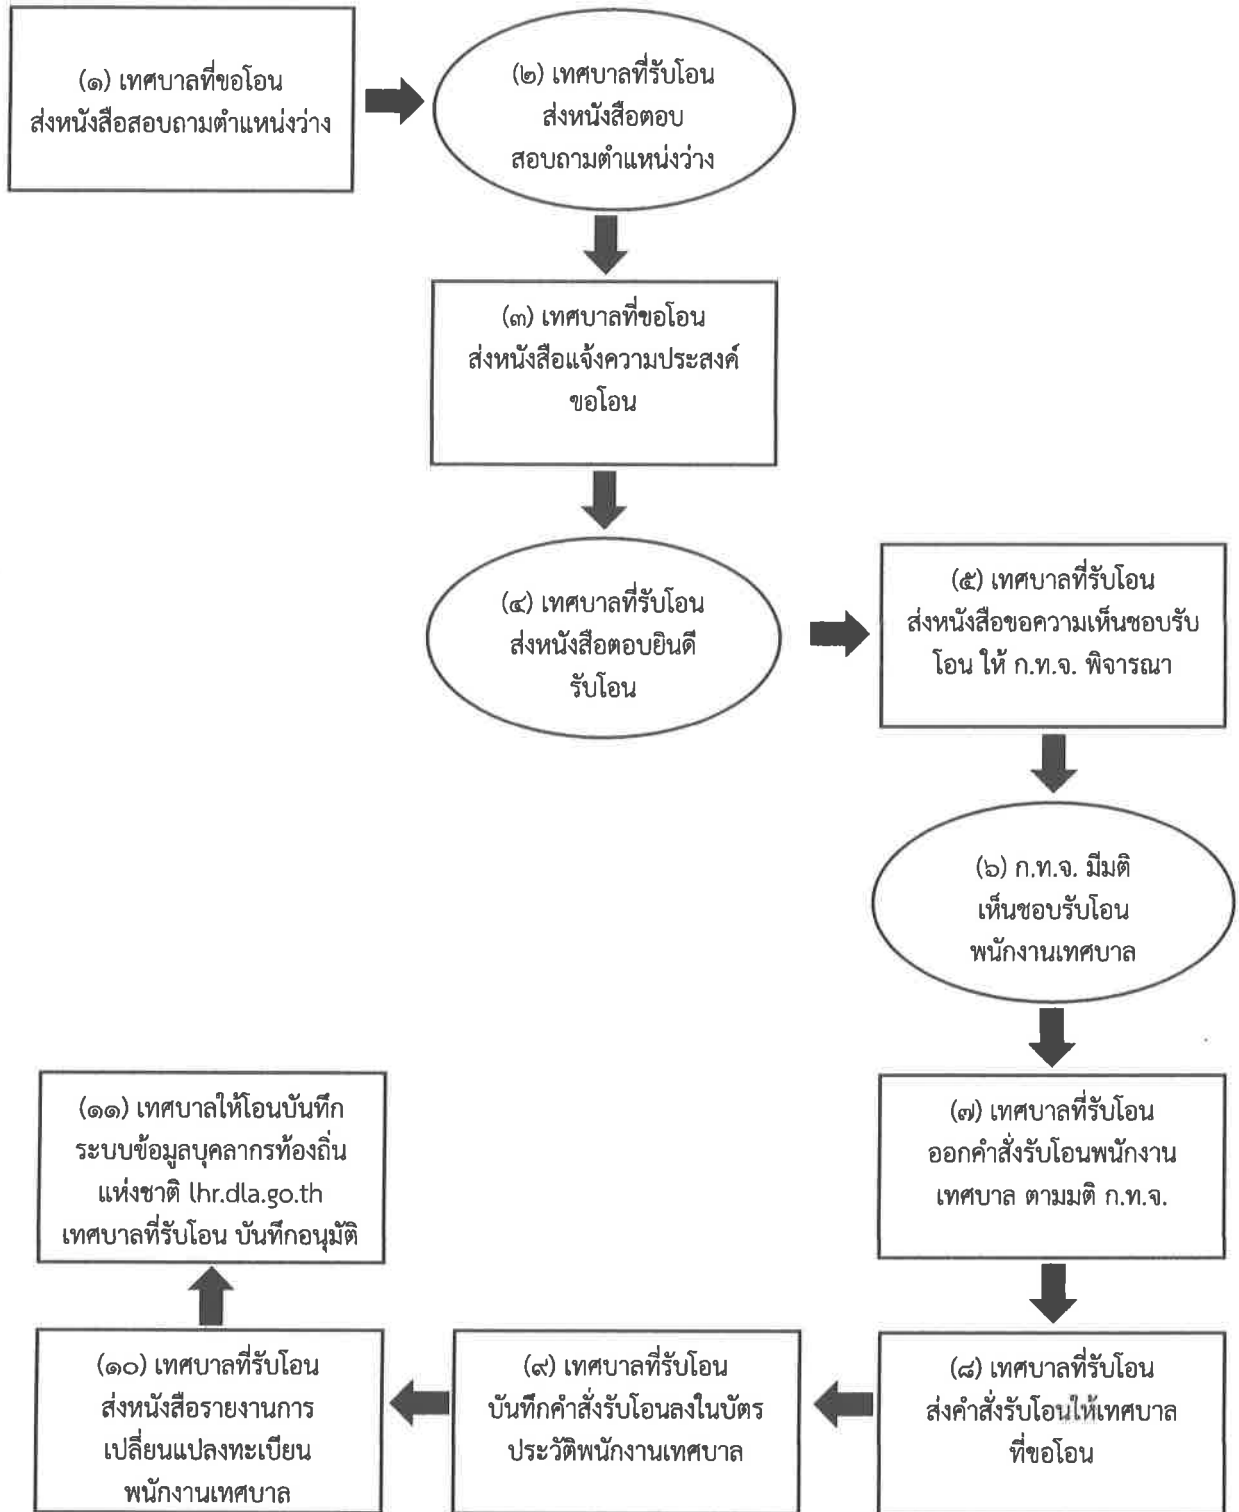 (๑) เทศบาลที่ขอโอน
ส่งหนังสือสอบถามตำแหน่งว่าง
(๒) เทศบาลที่รับโอน
ส่งหนังสือตอบ
สอบถามตำแหน่งว่าง
(๓) เทศบาลที่ขอโอน
ส่งหนังสือแจ้งความประสงค์
ขอโอน
(๔) เทศบาลที่รับโอน
ส่งหนังสือตอบยินดี
รับโอน
(๕) เทศบาลที่รับโอน
ส่งหนังสือขอความเห็นชอบรับ
โอน ให้ ก.ท.จ. พิจารณา
(๖) ก.ท.จ. มีมติ
เห็นชอบรับโอน
พนักงานเทศบาล
(๗) เทศบาลที่รับโอน
ออกคำสั่งรับโอนพนักงาน
เทศบาล ตามมติ ก.ท.จ.
(๘) เทศบาลที่รับโอน
ส่งคำสั่งรับโอนให้เทศบาล
ที่ขอโอน
(๙) เทศบาลที่รับโอน
บันทึกคำสั่งรับโอนลงในบัตร
ประวัติพนักงานเทศบาล
(๑๐) เทศบาลที่รับโอน
ส่งหนังสือรายงานการ
เปลี่ยนแปลงทะเบียน
พนักงานเทศบาล
(๑๑) เทศบาลให้โอนบันทึก
ระบบข้อมูลบุคลากรท้องถิ่น
แห่งชาติ lhr.dla.go.th
เทศบาลที่รับโอน บันทึกอนุมัติ